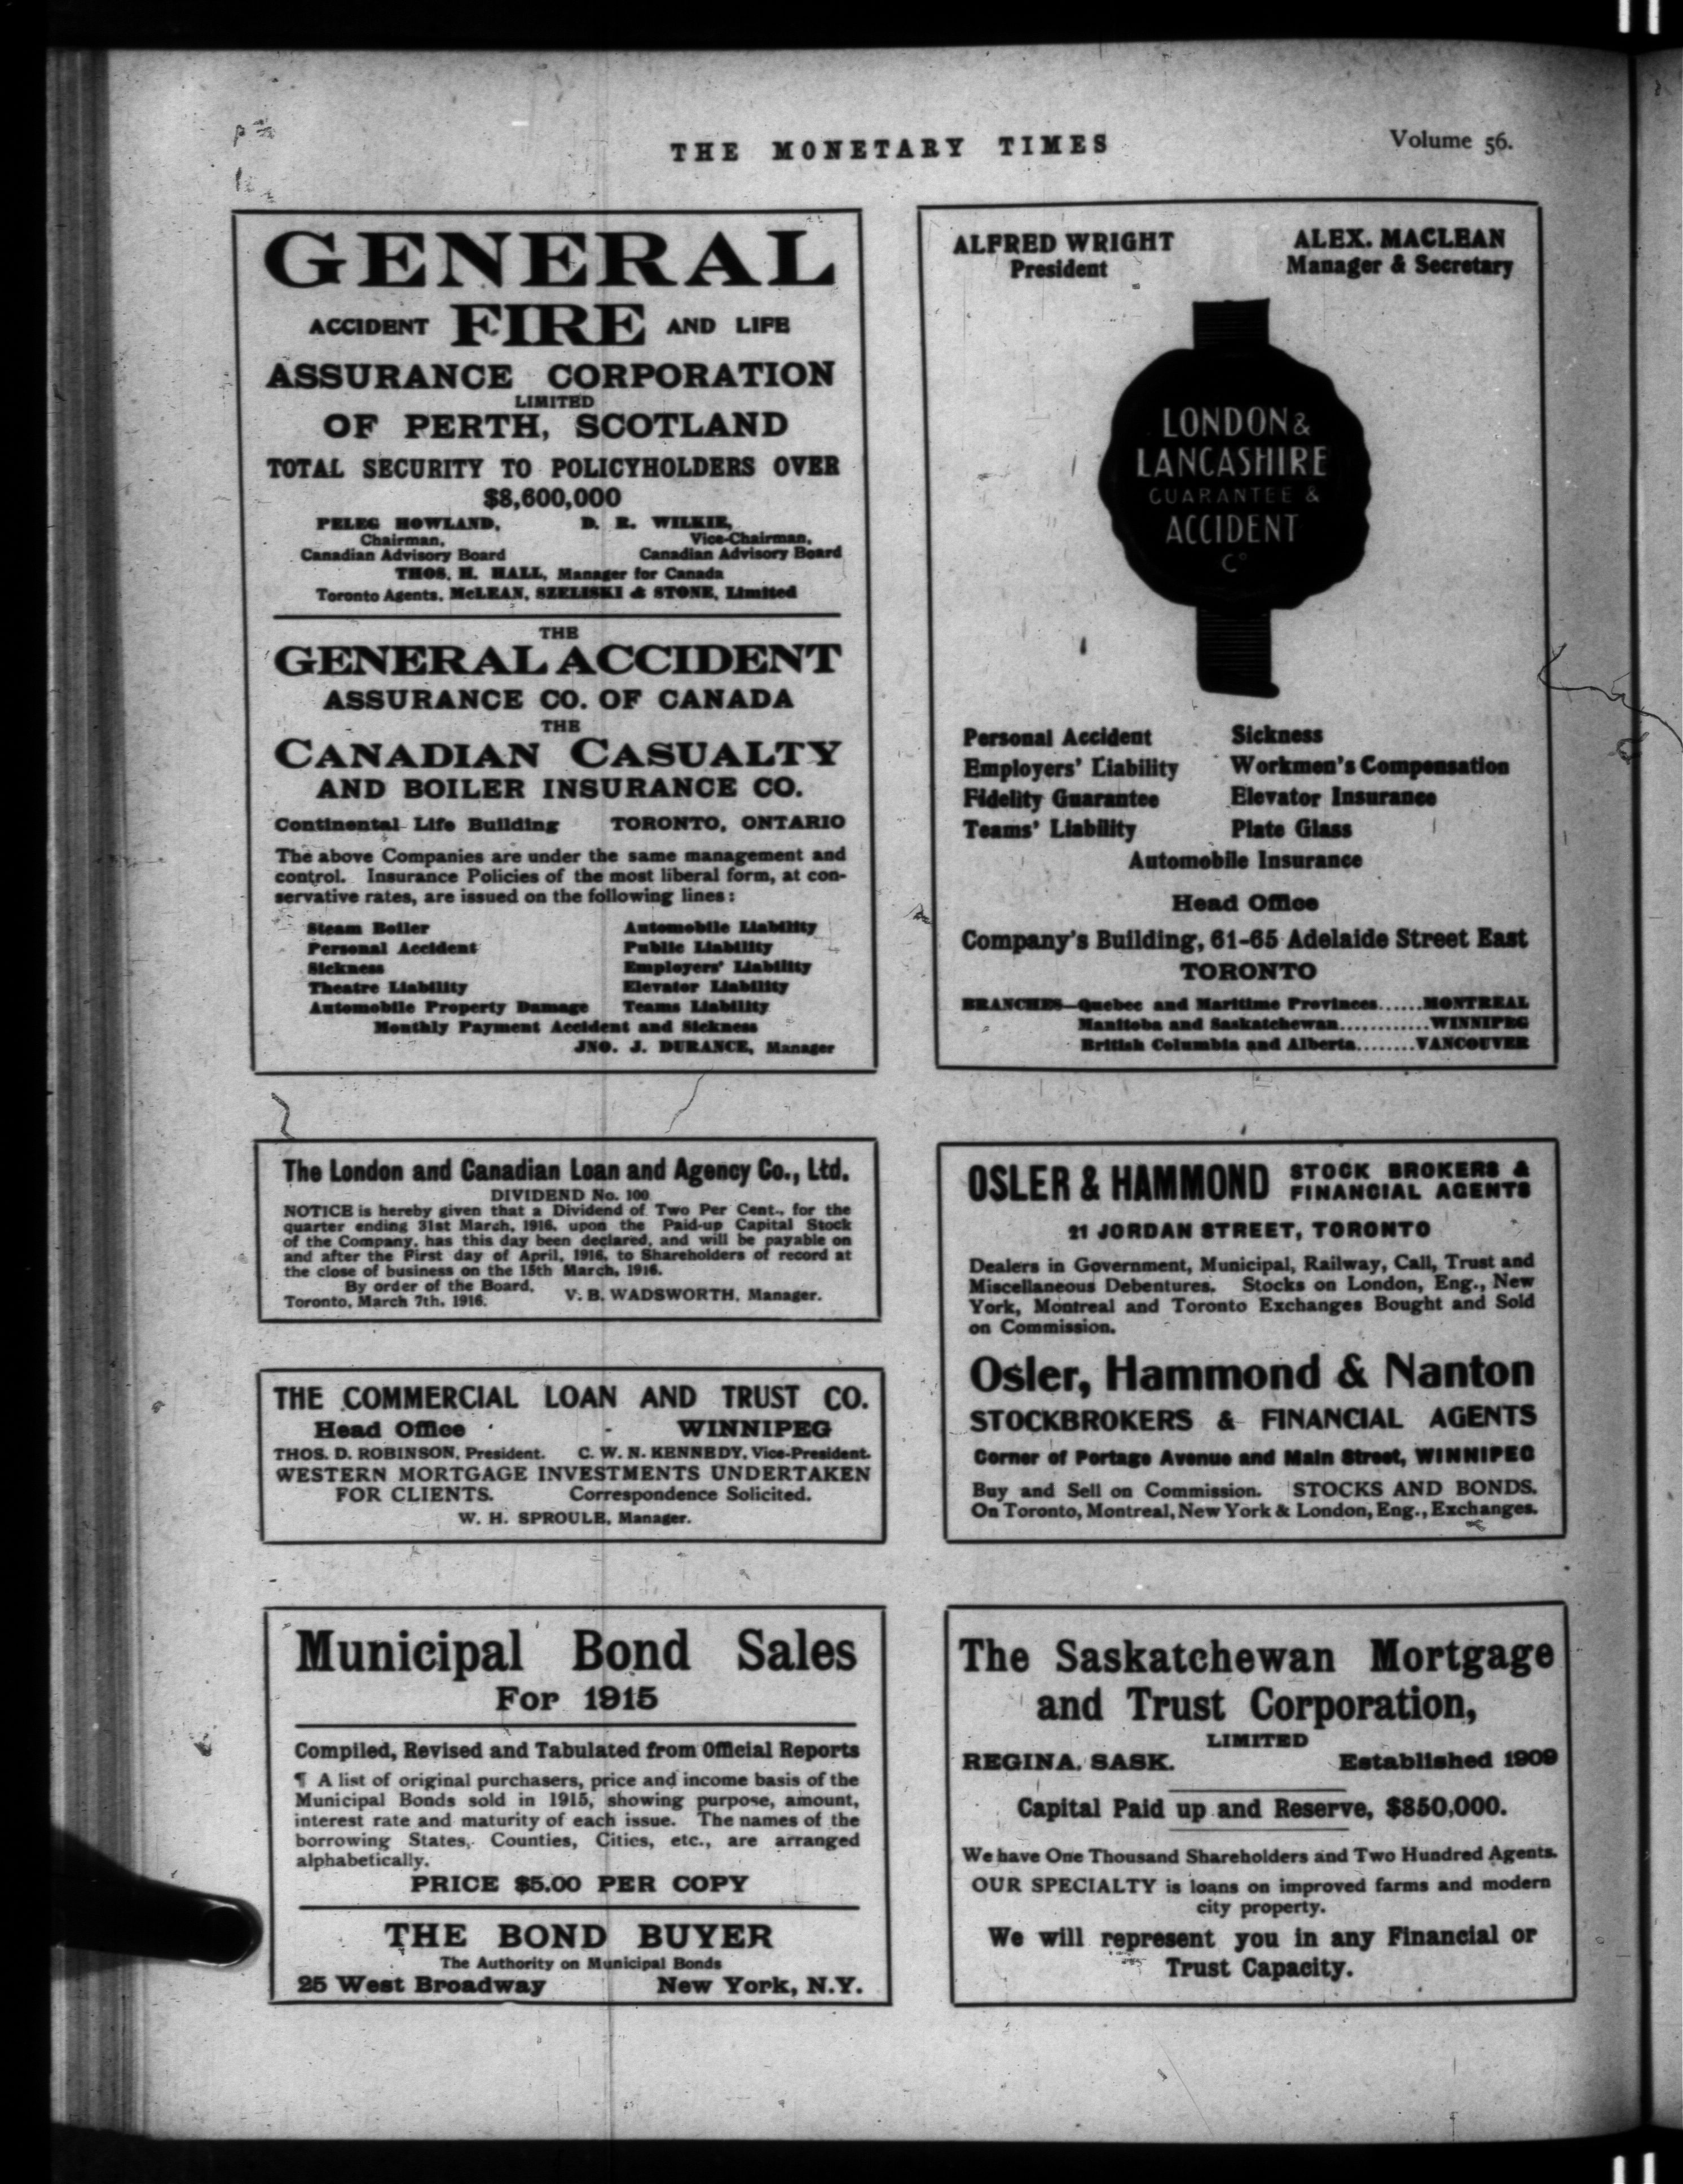 THE MONETARY TIMES
Volume 56.
GENERAL
ACCIDENT FIRE AND LIFE
ASSURANCE CORPORATION
LIMITED
OF PERTH, SCOTLAND
TOTAL SECURITY TO POLICYHOLDERS OVER
$8,600,000
PELEG HOWLAND, D. R. WILKIE,
Chairman, Vice-Chairman,
Canadian Advisory Board Canadian Advisory Board
THOS. H. HALL, Manager for Canada
Toronto Agents, McLEAN, SZELISKI & STONE, Limited
THE
GENERAL ACCIDENT
ASSURANCE CO. OF CANADA
THE
CANADIAN CASUALTY
AND BOILER INSURANCE CO.
Continental Life Building TORONTO, ONTARIO
The above Companies are under the same management and
control. Insurance Policies of the most liberal form, at con-
servative rates, are issued on the following lines:
Steam Boiler Automobile Liability
Personal Accident Public Liability
Sickness Employers' Liability
Theatre Liability Elevator Liability
Automobile Property Damage Teams Liability
Monthly Payment Accident and Sickness
JNO. J. DURANCE, Manager
ALFRED WRIGHT ALEX. MACLEAN
President Manager & Secretary
LONDON &
LANCASHIRE
GUARANTEE &
ACCIDENT
Co
Personal Accident Sickness
Employers' Liability Workmen's Compensation
Fidelity Guarantee Elevator Insurance
Teams' Liability Plate Glass
Automobile Insurance
Head Office
Company's Building, 61-65 Adelaide Street East
TORONTO
BRANCHES—Quebec and Maritime Provinces......MONTREAL
Manitoba and Saskatchewan............WINNIPEG
British Columbia and Alberta........VANCOUVER
The London and Canadian Loan and Agency Co., Ltd.
DIVIDEND No. 100
NOTICE is hereby given that a Dividend of Two Per Cent., for the
quarter ending 31st March, 1916, upon the Paid-up Capital Stock
of the Company, has this day been declared, and will be payable on
and after the First day of April, 1916, to Shareholders of record at
the close of business on the 15th March, 1916.
By order of the Board,
Toronto, March 7th, 1916. V. B. WADSWORTH, Manager.
THE COMMERCIAL LOAN AND TRUST CO.
Head Office - WINNIPEG
THOS. D. ROBINSON, President. C. W. N. KENNEDY, Vice-President.
WESTERN MORTGAGE INVESTMENTS UNDERTAKEN
FOR CLIENTS. Correspondence Solicited.
W. H. SPROULE, Manager.
OSLER & HAMMOND STOCK BROKERS &
FINANCIAL AGENTS
21 JORDAN STREET, TORONTO
Dealers in Government, Municipal, Railway, Call, Trust and
Miscellaneous Debentures. Stocks on London, Eng., New
York, Montreal and Toronto Exchanges Bought and Sold
on Commission.
Osler, Hammond & Nanton
STOCKBROKERS & FINANCIAL AGENTS
Corner of Portage Avenue and Main Street, WINNIPEG
Buy and Sell on Commission. STOCKS AND BONDS.
On Toronto, Montreal, New York & London, Eng., Exchanges.
Municipal Bond Sales
For 1915
Compiled, Revised and Tabulated from Official Reports
¶ A list of original purchasers, price and income basis of the
Municipal Bonds sold in 1915, showing purpose, amount,
interest rate and maturity of each issue. The names of the
borrowing States, Counties, Cities, etc., are arranged
alphabetically.
PRICE $5.00 PER COPY
THE BOND BUYER
The Authority on Municipal Bonds
25 West Broadway New York, N.Y.
The Saskatchewan Mortgage
and Trust Corporation,
LIMITED
REGINA, SASK. Established 1909
Capital Paid up and Reserve, $850,000.
We have One Thousand Shareholders and Two Hundred Agents.
OUR SPECIALTY is loans on improved farms and modern
city property.
We will represent you in any Financial or
Trust Capacity.